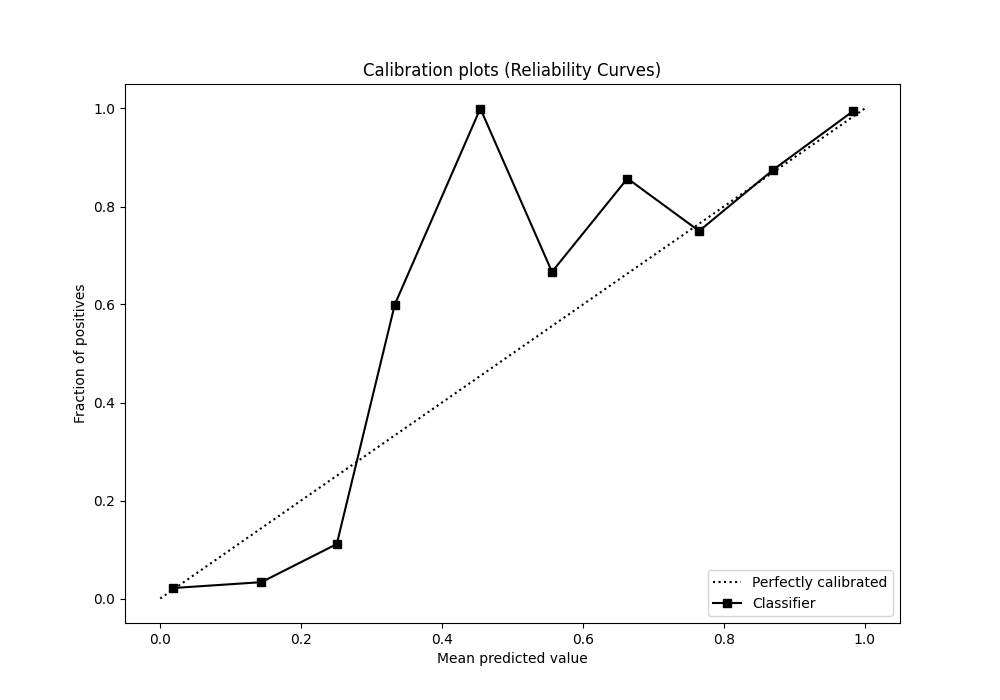 Calibration plots (Reliability Curves)
Fraction of positives
1.0
0.8
0.6
0.4
0.2
0.0
0.0 0.2 0.4 0.6 0.8 1.0
Mean predicted value
Perfectly calibrated
Classifier